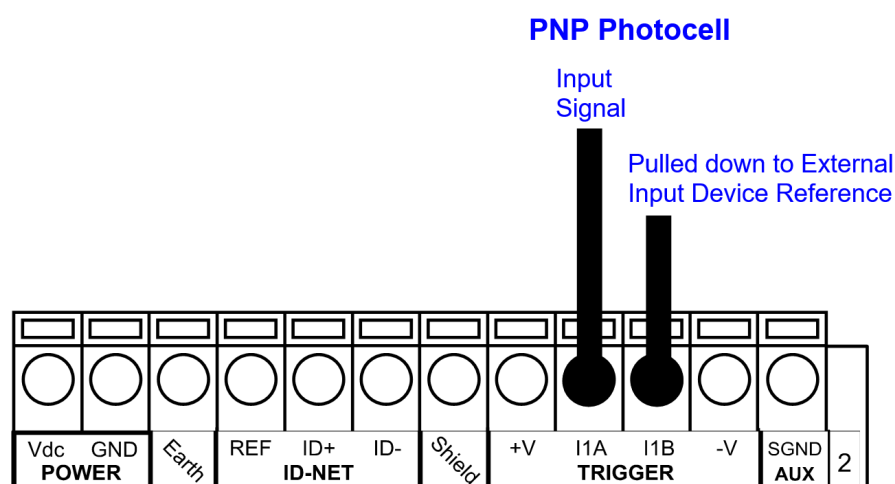 PNP Photocell
Input
Signal
Pulled down to External
Input Device Reference
Vdc GND Earth REF ID+ ID- Shield +V I1A I1B -V SGND 2
POWER ID-NET TRIGGER AUX